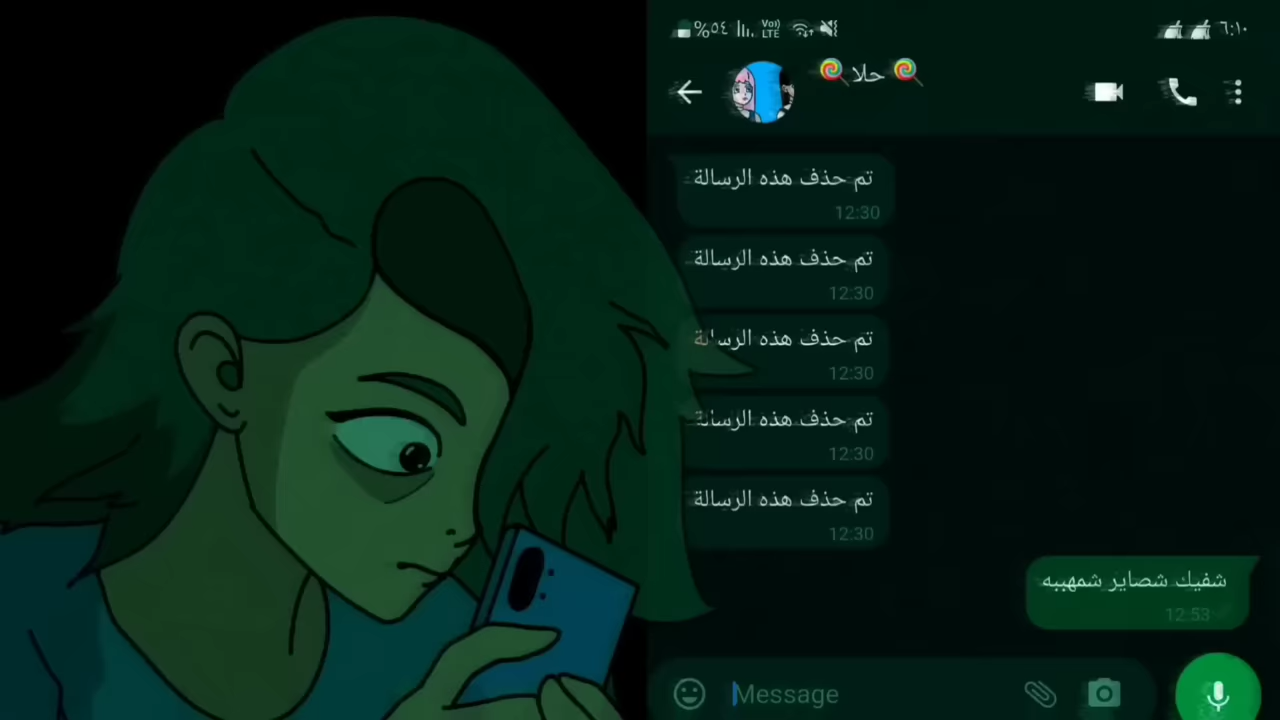 %٥٤ Vo) LTE ٦:١٠
🍭 حلا 🍭
تم حذف هذه الرسالة
12:30
تم حذف هذه الرسالة
12:30
تم حذف هذه الرسالة
12:30
تم حذف هذه الرسالة
12:30
تم حذف هذه الرسالة
12:30
شفيك شصاير شمهببه
12:53
Message